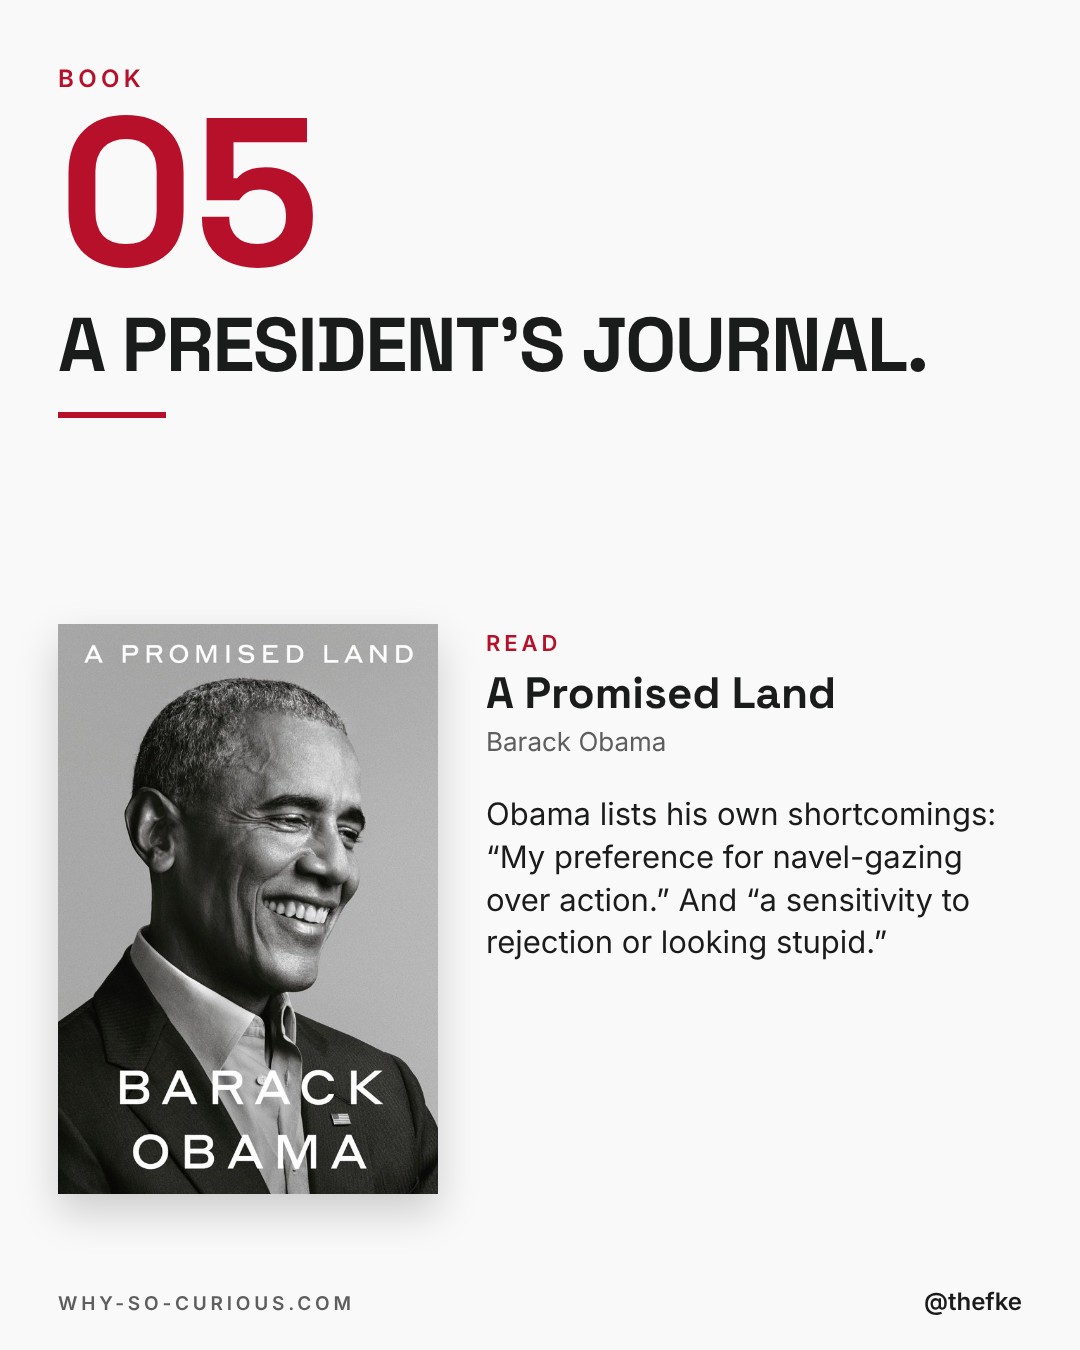 BOOK
05
A PRESIDENT’S JOURNAL.
A PROMISED LAND
BARACK
OBAMA
READ
A Promised Land
Barack Obama
Obama lists his own shortcomings:
“My preference for navel-gazing
over action.” And “a sensitivity to
rejection or looking stupid.”
WHY-SO-CURIOUS.COM
@thefke